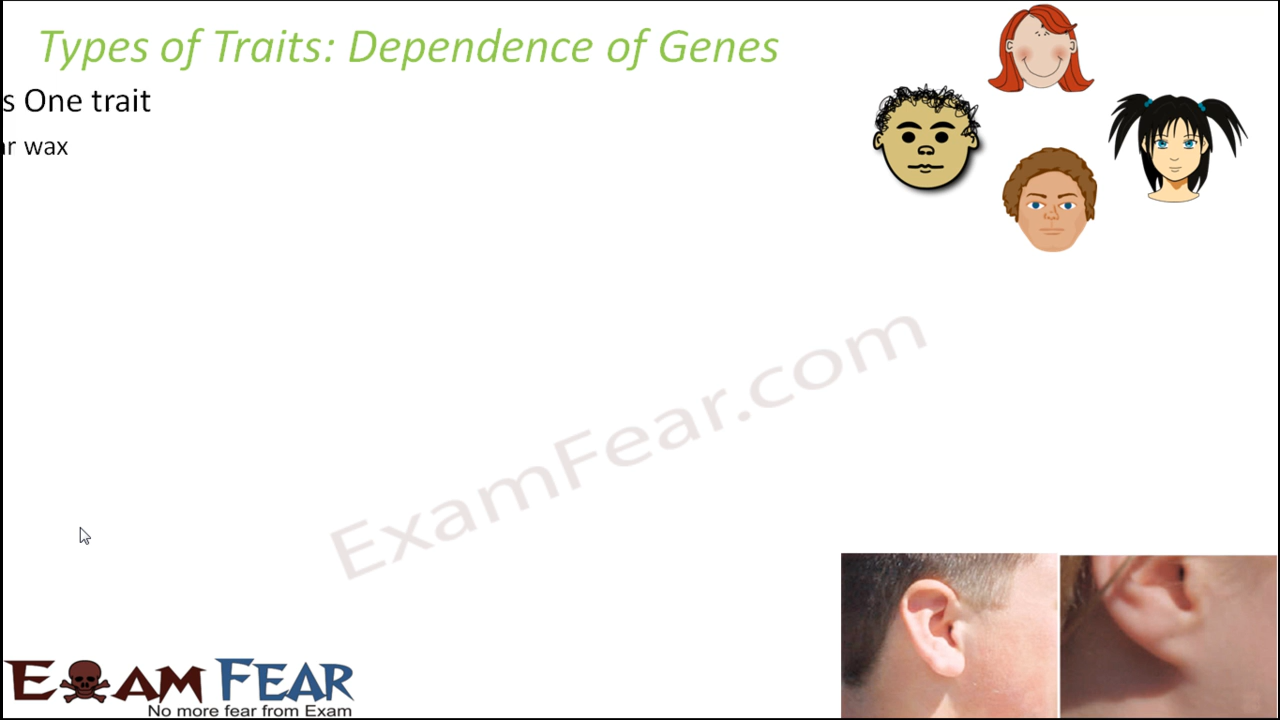 Types of Traits: Dependence of Genes
s One trait
r wax
ExamFear.com
EXAM FEAR
No more fear from Exam